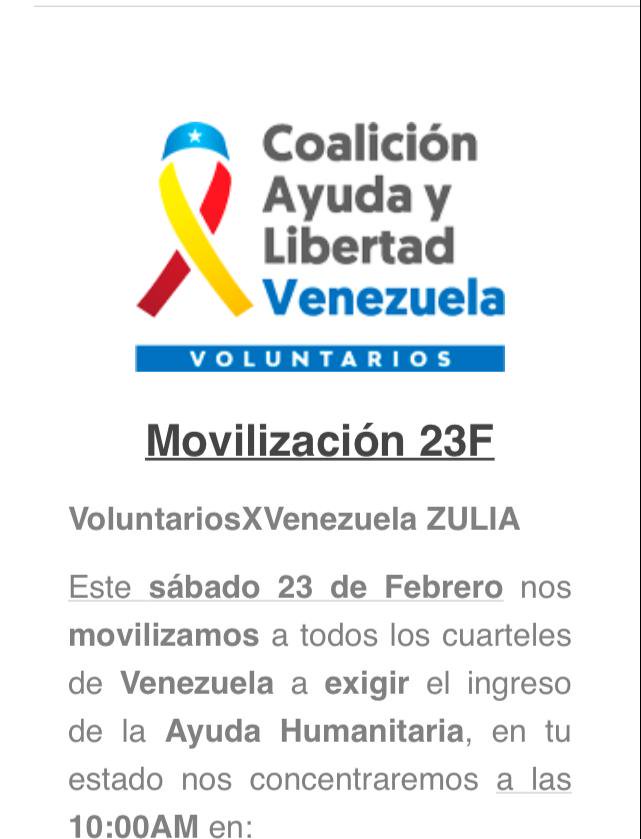 Coalición
Ayuda y
Libertad
Venezuela
VOLUNTARIOS
Movilización 23F
VoluntariosXVenezuela ZULIA
Este sábado 23 de Febrero nos
movilizamos a todos los cuarteles
de Venezuela a exigir el ingreso
de la Ayuda Humanitaria, en tu
estado nos concentraremos a las
10:00AM en: